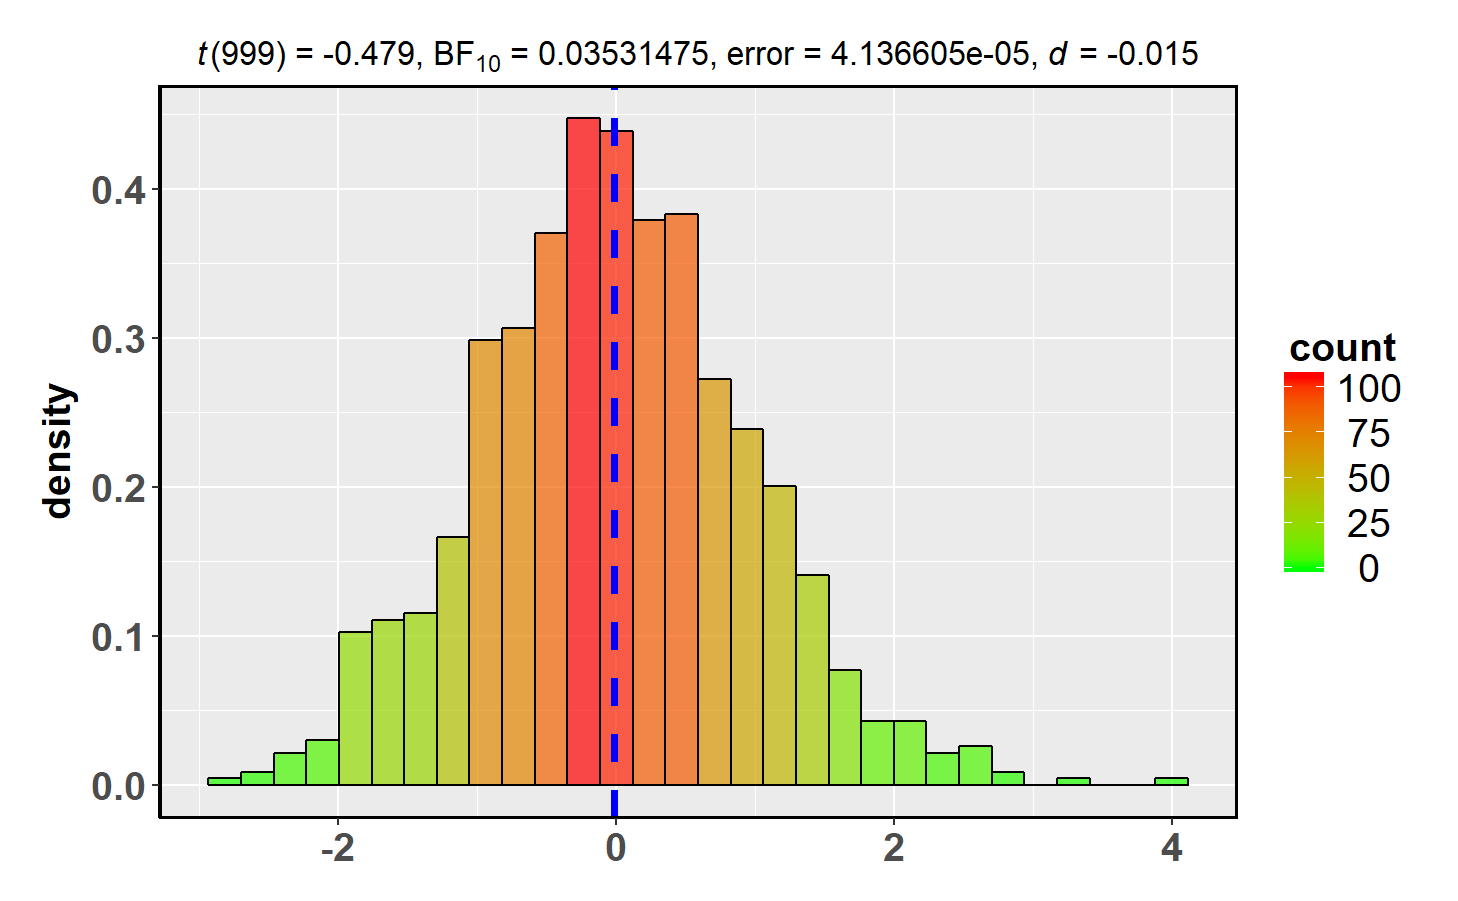 t(999) = -0.479, BF₁₀ = 0.03531475, error = 4.136605e-05, d = -0.015
density
0.4
0.3
0.2
0.1
0.0
-2 0 2 4
count
100
75
50
25
0